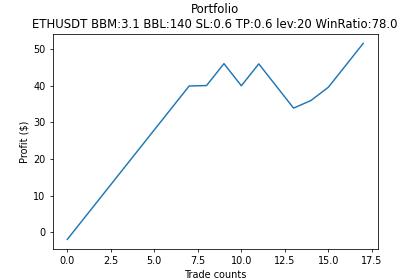 Portfolio
ETHUSDT BBM:3.1 BBL:140 SL:0.6 TP:0.6 lev:20 WinRatio:78.0
50
40
30
20
10
0
Profit ($)
0.0 2.5 5.0 7.5 10.0 12.5 15.0 17.5
Trade counts